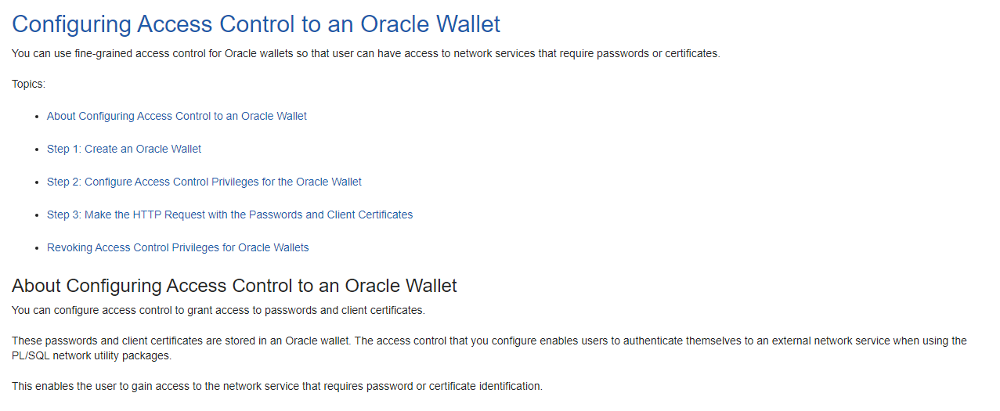 Configuring Access Control to an Oracle Wallet
You can use fine-grained access control for Oracle wallets so that user can have access to network services that require passwords or certificates.
Topics:
• About Configuring Access Control to an Oracle Wallet
• Step 1: Create an Oracle Wallet
• Step 2: Configure Access Control Privileges for the Oracle Wallet
• Step 3: Make the HTTP Request with the Passwords and Client Certificates
• Revoking Access Control Privileges for Oracle Wallets
About Configuring Access Control to an Oracle Wallet
You can configure access control to grant access to passwords and client certificates.
These passwords and client certificates are stored in an Oracle wallet. The access control that you configure enables users to authenticate themselves to an external network service when using the
PL/SQL network utility packages.
This enables the user to gain access to the network service that requires password or certificate identification.